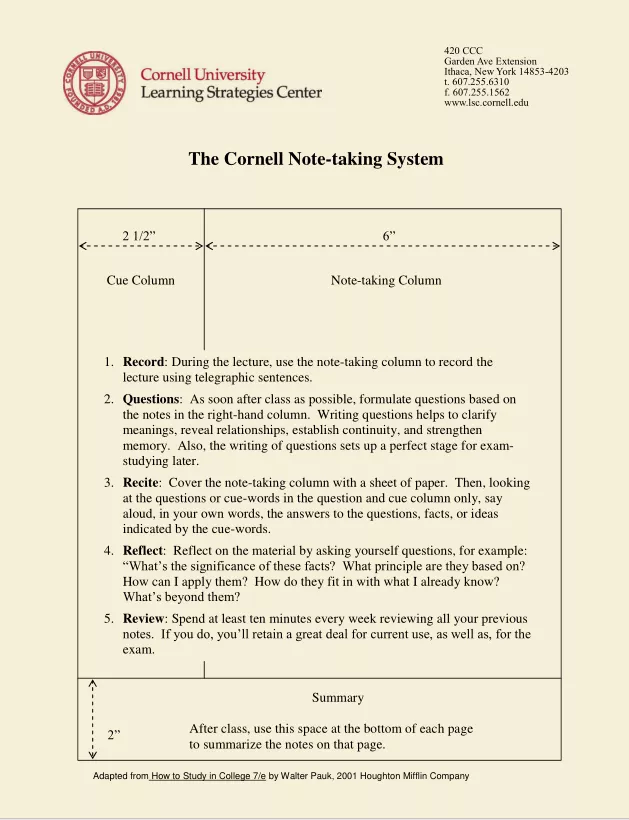 420 CCC
Garden Ave Extension
Ithaca, New York 14853-4203
t. 607.255.6310
f. 607.255.1562
www.lsc.cornell.edu
CORNELL UNIVERSITY
FOUNDED A.D. 1865
Cornell University
Learning Strategies Center
The Cornell Note-taking System
2 1/2”
6”
Cue Column
Note-taking Column
1. Record: During the lecture, use the note-taking column to record the
lecture using telegraphic sentences.
2. Questions: As soon after class as possible, formulate questions based on
the notes in the right-hand column. Writing questions helps to clarify
meanings, reveal relationships, establish continuity, and strengthen
memory. Also, the writing of questions sets up a perfect stage for exam-
studying later.
3. Recite: Cover the note-taking column with a sheet of paper. Then, looking
at the questions or cue-words in the question and cue column only, say
aloud, in your own words, the answers to the questions, facts, or ideas
indicated by the cue-words.
4. Reflect: Reflect on the material by asking yourself questions, for example:
“What’s the significance of these facts? What principle are they based on?
How can I apply them? How do they fit in with what I already know?
What’s beyond them?
5. Review: Spend at least ten minutes every week reviewing all your previous
notes. If you do, you’ll retain a great deal for current use, as well as, for the
exam.
Summary
2”
After class, use this space at the bottom of each page
to summarize the notes on that page.
Adapted from How to Study in College 7/e by Walter Pauk, 2001 Houghton Mifflin Company